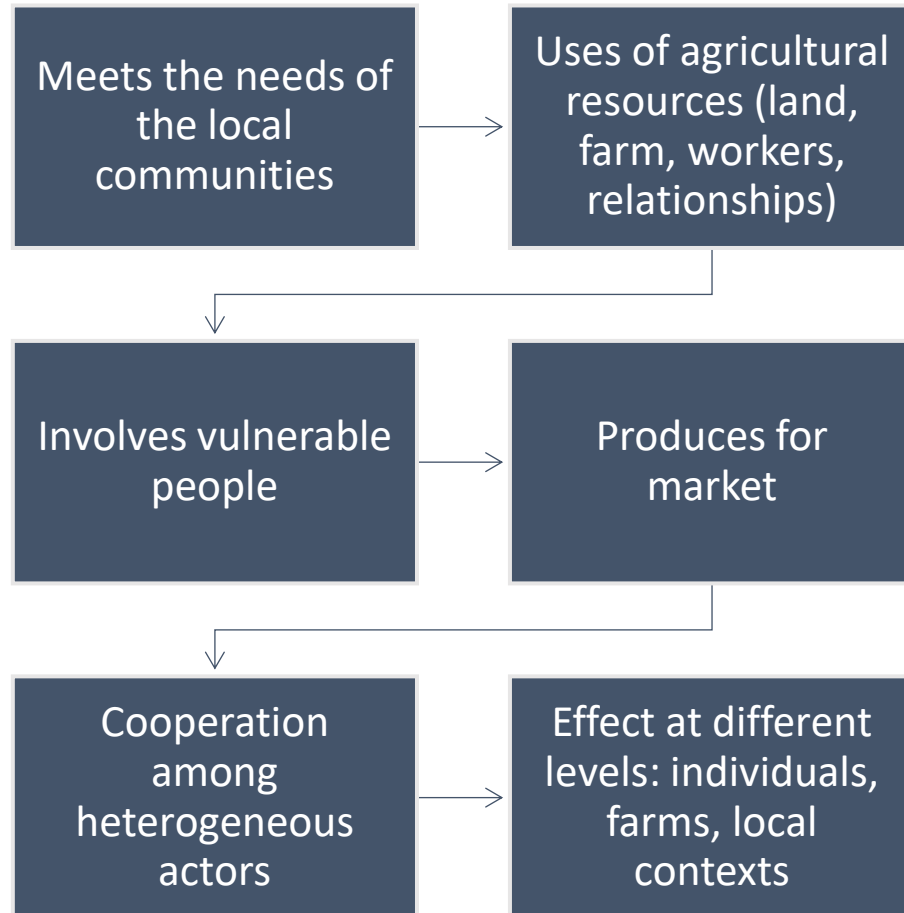 Meets the needs of
the local
communities
Uses of agricultural
resources (land,
farm, workers,
relationships)
Involves vulnerable
people
Produces for
market
Cooperation
among
heterogeneous
actors
Effect at different
levels: individuals,
farms, local
contexts